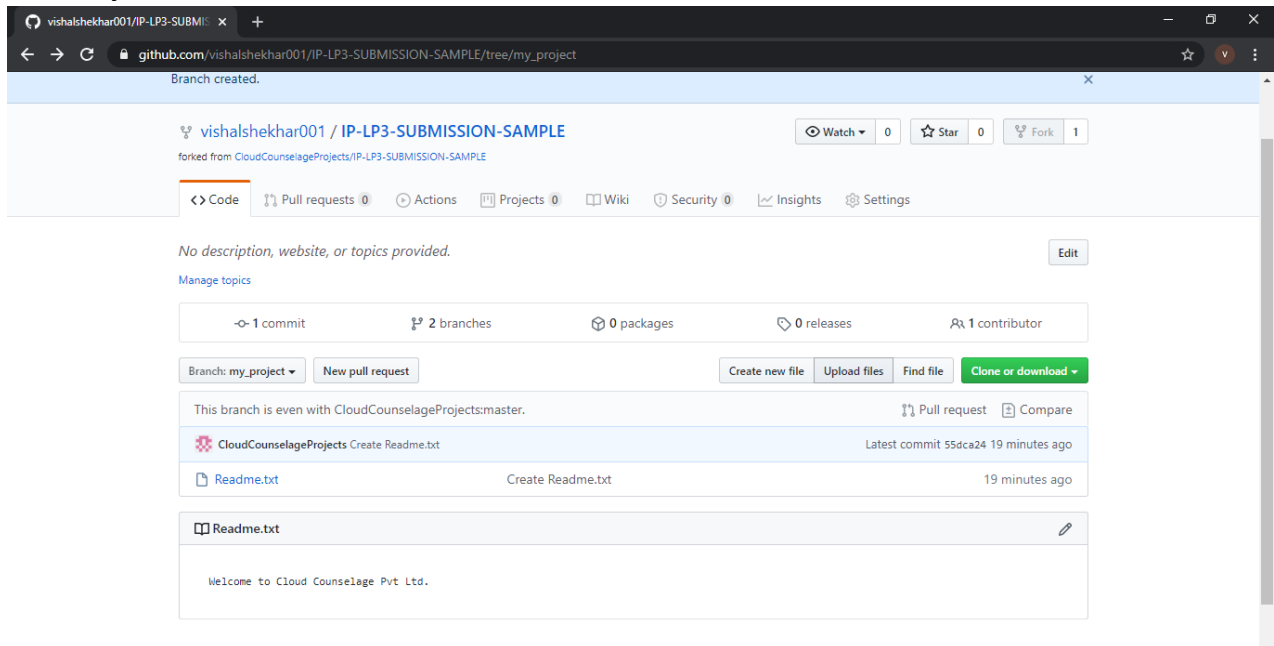 vishalshekhar001/IP-LP3-SUBMIS
github.com/vishalshekhar001/IP-LP3-SUBMISSION-SAMPLE/tree/my_project
V
Branch created.
vishalshekhar001 / IP-LP3-SUBMISSION-SAMPLE
Watch 0 Star 0 Fork 1
forked from CloudCounselageProjects/IP-LP3-SUBMISSION-SAMPLE
Code Pull requests 0 Actions Projects 0 Wiki Security 0 Insights Settings
No description, website, or topics provided. Edit
Manage topics
1 commit 2 branches 0 packages 0 releases 1 contributor
Branch: my_project New pull request Create new file Upload files Find file Clone or download
This branch is even with CloudCounselageProjects:master. Pull request Compare
CloudCounselageProjects Create Readme.txt Latest commit 55dca24 19 minutes ago
Readme.txt Create Readme.txt 19 minutes ago
Readme.txt
Welcome to Cloud Counselage Pvt Ltd.